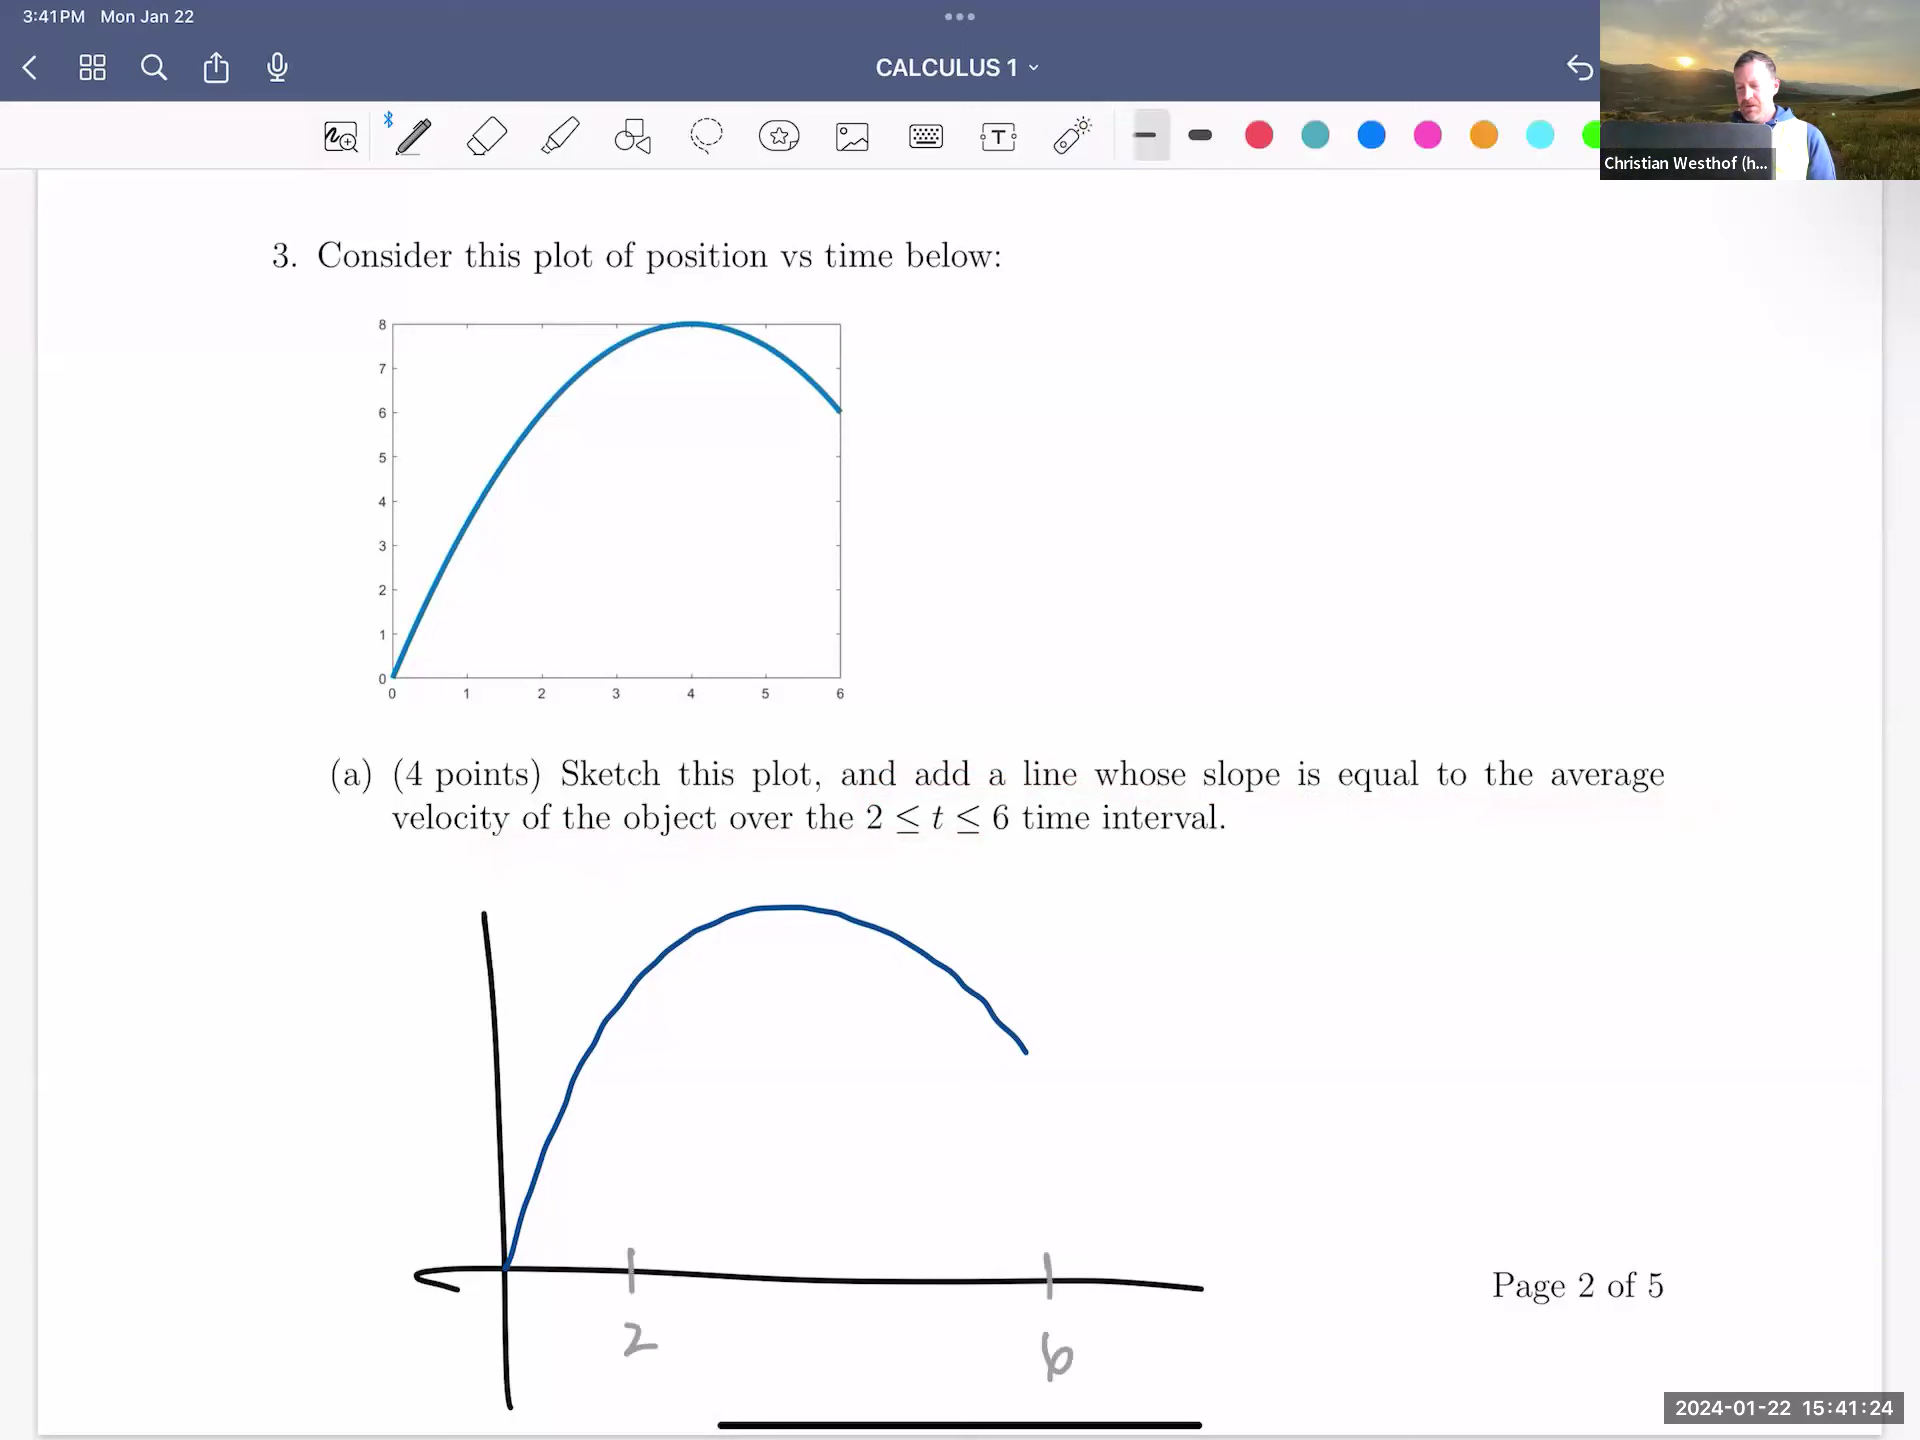 3:41PM Mon Jan 22
CALCULUS 1
T
Christian Westhof (h...
3. Consider this plot of position vs time below:
8
7
6
5
4
3
2
1
0
0 1 2 3 4 5 6
(a) (4 points) Sketch this plot, and add a line whose slope is equal to the average
velocity of the object over the 2 ≤ t ≤ 6 time interval.
2 6
Page 2 of 5
2024-01-22 15:41:24